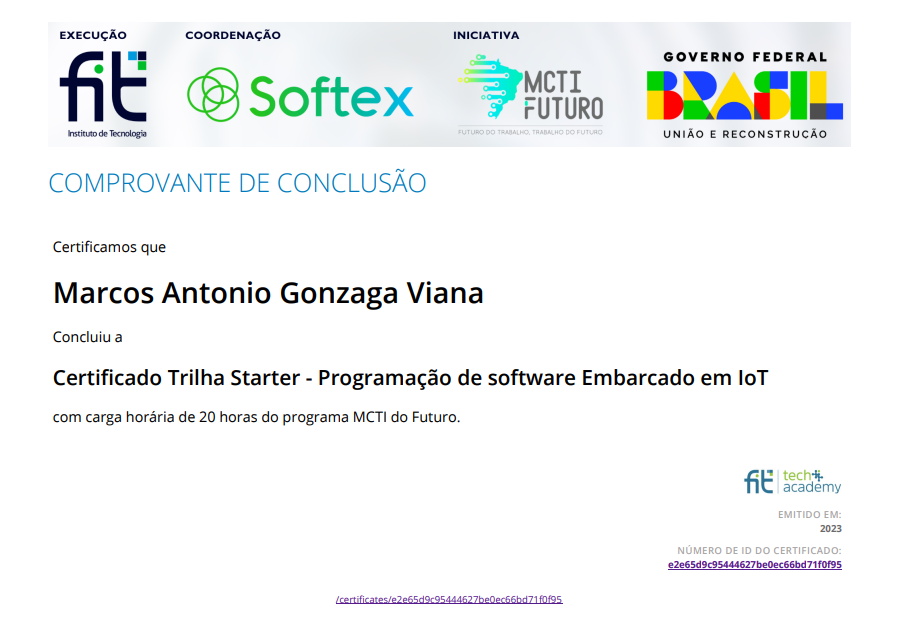 EXECUÇÃO
COORDENAÇÃO
INICIATIVA
fit
Instituto de Tecnologia
Softex
MCTI
FUTURO
FUTURO DO TRABALHO, TRABALHO DO FUTURO
GOVERNO FEDERAL
BRASIL
UNIÃO E RECONSTRUÇÃO
COMPROVANTE DE CONCLUSÃO
Certificamos que
Marcos Antonio Gonzaga Viana
Concluiu a
Certificado Trilha Starter - Programação de software Embarcado em IoT
com carga horária de 20 horas do programa MCTI do Futuro.
fit tech
academy
EMITIDO EM:
2023
NÚMERO DE ID DO CERTIFICADO:
e2e65d9c95444627be0ec66bd71f0f95
/certificates/e2e65d9c95444627be0ec66bd71f0f95